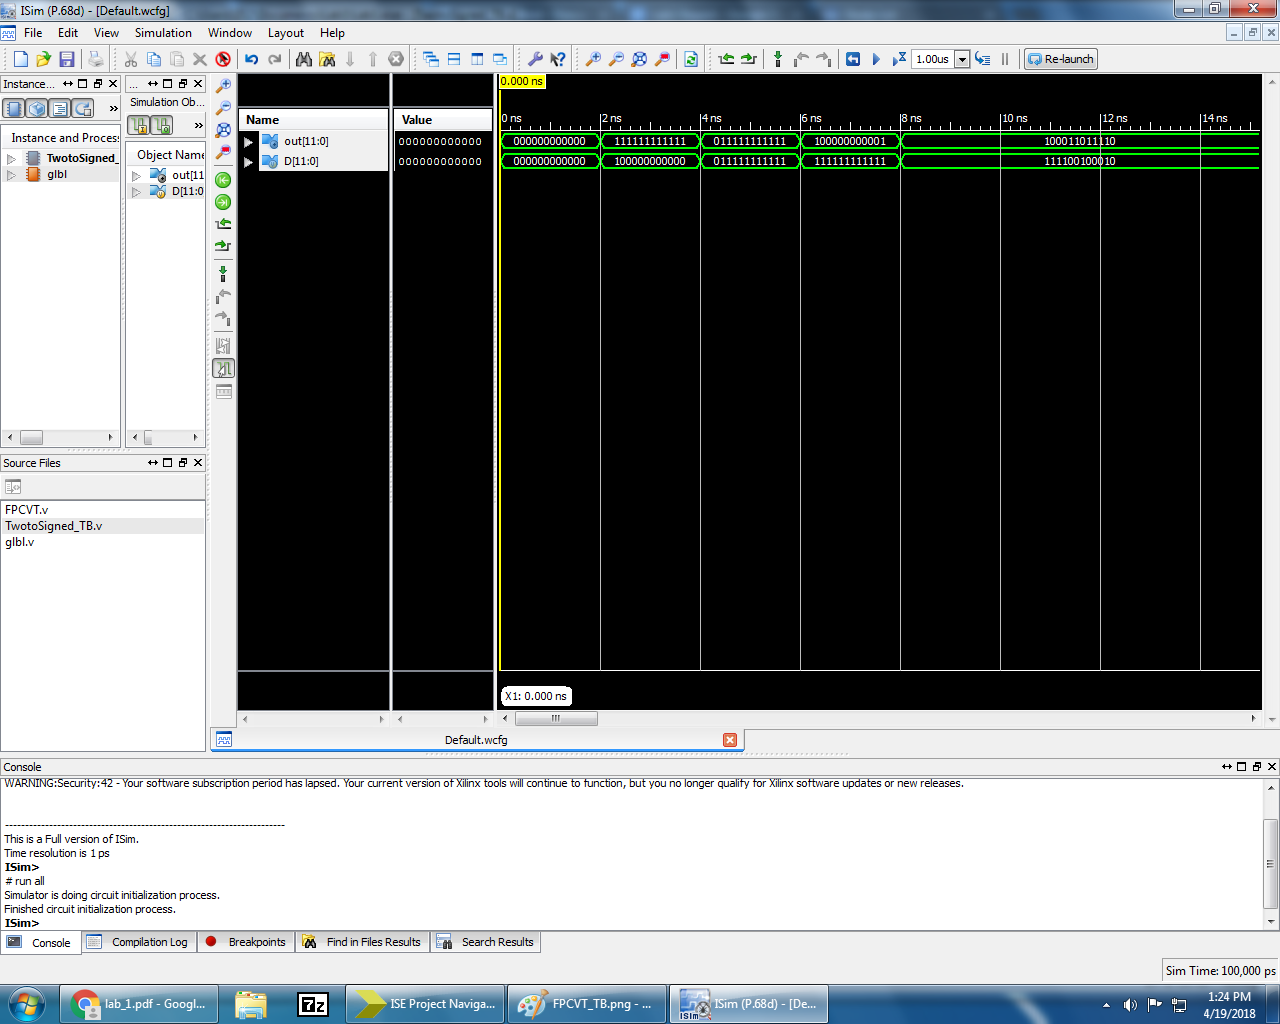 ISim (P.68d) - [Default.wcfg]
File Edit View Simulation Window Layout Help
1.00us Re-launch
Instance...
...
Simulation Ob...
»
»
Instance and Process
TwotoSigned_
glbl
Object Name
out[11
D[11:0
Source Files
FPCVT.v
TwotoSigned_TB.v
glbl.v
Name Value
out[11:0] 000000000000
D[11:0] 000000000000
0.000 ns
0 ns 2 ns 4 ns 6 ns 8 ns 10 ns 12 ns 14 ns
000000000000 111111111111 011111111111 100000000001 100011011110
000000000000 100000000000 011111111111 111111111111 111100100010
X1: 0.000 ns
Default.wcfg
Console
WARNING:Security:42 - Your software subscription period has lapsed. Your current version of Xilinx tools will continue to function, but you no longer qualify for Xilinx software updates or new releases.
----------------------------------------------------------------------
This is a Full version of ISim.
Time resolution is 1 ps
ISim>
# run all
Simulator is doing circuit initialization process.
Finished circuit initialization process.
ISim>
Console Compilation Log Breakpoints Find in Files Results Search Results
Sim Time: 100,000 ps
lab_1.pdf - Googl... 7z ISE Project Naviga... FPCVT_TB.png - ... ISim (P.68d) - [De...
1:24 PM
4/19/2018